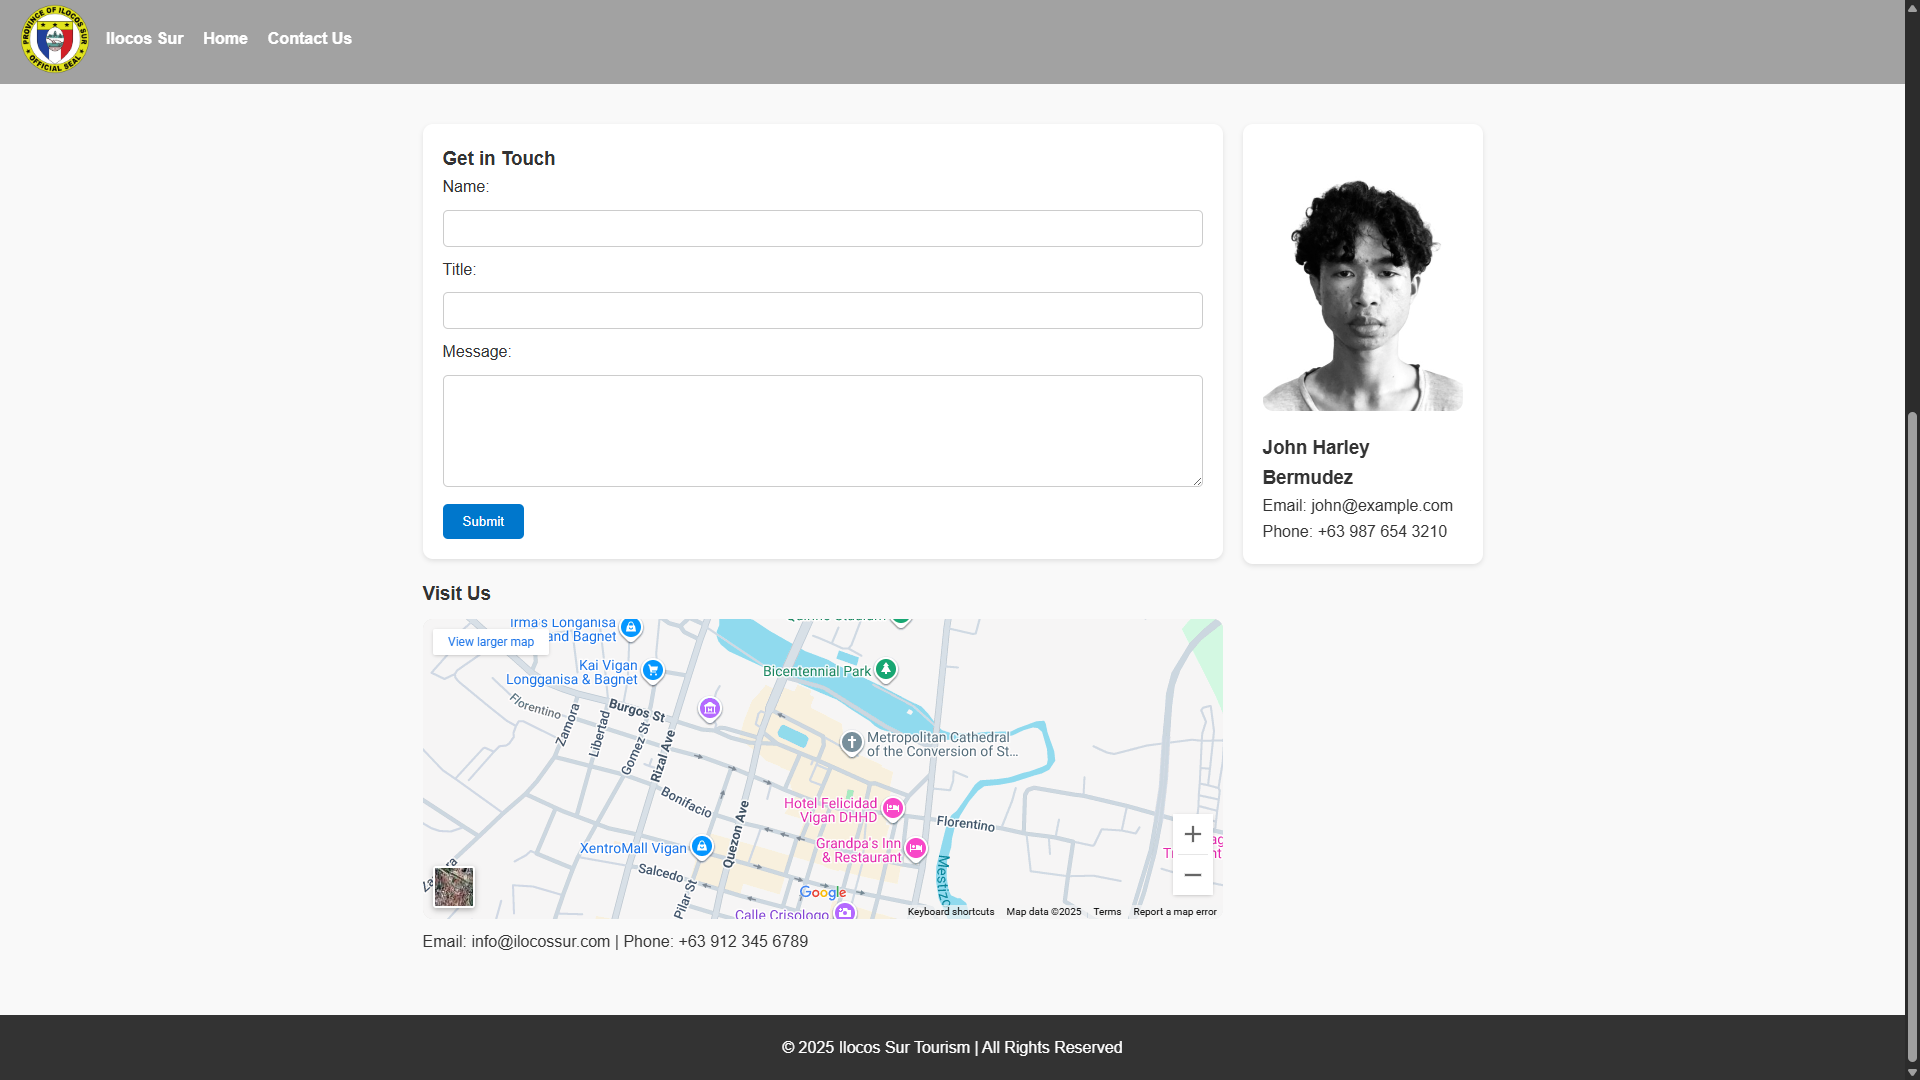 PROVINCE OF ILOCOS SUR
OFFICIAL SEAL
Ilocos Sur
Home
Contact Us
Get in Touch
Name:
Title:
Message:
Submit
John Harley
Bermudez
Email: john@example.com
Phone: +63 987 654 3210
Visit Us
View larger map
Irma's Longanisa
and Bagnet
Kai Vigan
Longganisa & Bagnet
Bicentennial Park
Florentino
Burgos St
Zamora
Libertad
Gomez St
Rizal Ave
Metropolitan Cathedral
of the Conversion of St...
Bonifacio
Quezon Ave
Hotel Felicidad
Vigan DHHD
Florentino
Grandpa's Inn
& Restaurant
XentroMall Vigan
Salcedo
Pilar St
Google
Calle Crisologo
Keyboard shortcuts
Map data ©2025
Terms
Report a map error
Email: info@ilocossur.com | Phone: +63 912 345 6789
© 2025 Ilocos Sur Tourism | All Rights Reserved